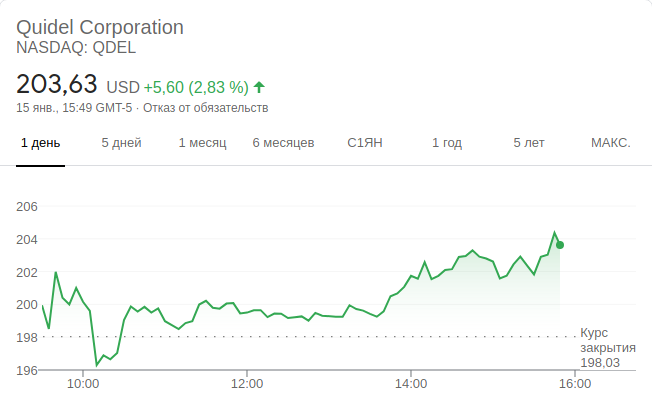 Quidel Corporation
NASDAQ: QDEL
203,63 USD +5,60 (2,83 %)
15 янв., 15:49 GMT-5 · Отказ от обязательств
1 день 5 дней 1 месяц 6 месяцев С1ЯН 1 год 5 лет МАКС.
206
204
202
200
198
196
Курс
закрытия
198,03
10:00 12:00 14:00 16:00